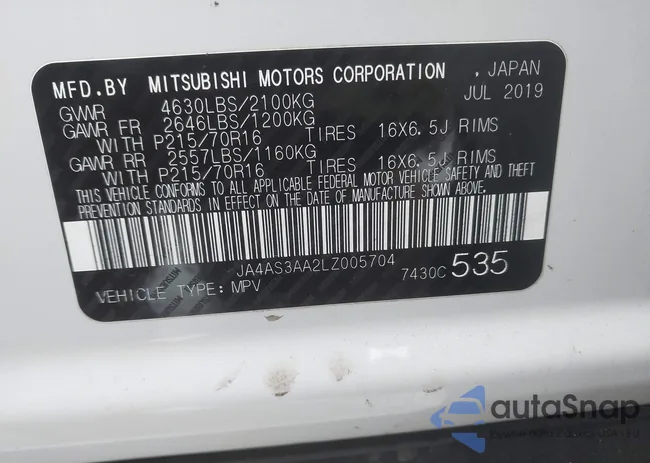 MFD.BY MITSUBISHI MOTORS CORPORATION , JAPAN
JUL 2019
GVWR 4630LBS/2100KG
GAWR FR 2646LBS/1200KG
WITH P215/70R16 TIRES 16X6.5J RIMS
GAWR RR 2557LBS/1160KG
WITH P215/70R16 TIRES 16X6.5J RIMS
THIS VEHICLE CONFORMS TO ALL APPLICABLE FEDERAL MOTOR VEHICLE SAFETY AND THEFT
PREVENTION STANDARDS IN EFFECT ON THE DATE OF MANUFACTURE SHOWN ABOVE.
JA4AS3AA2LZ005704
7430C 535
VEHICLE TYPE: MPV
autoSnap